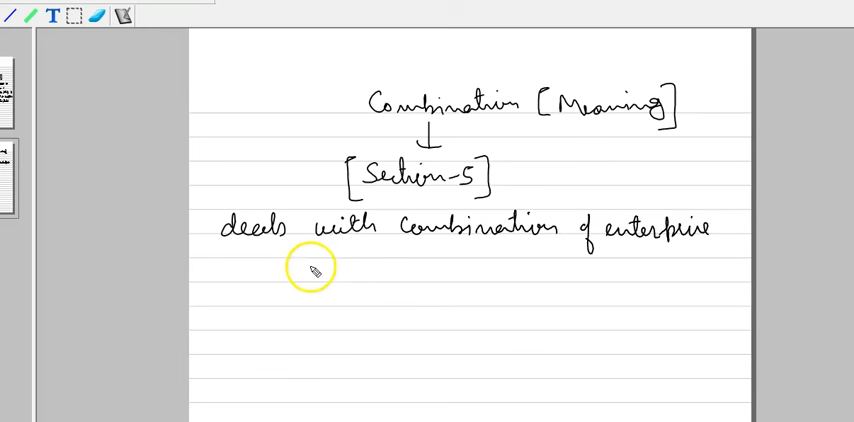 Combination [Meaning]
[Section-5]
deals with combination of enterprise